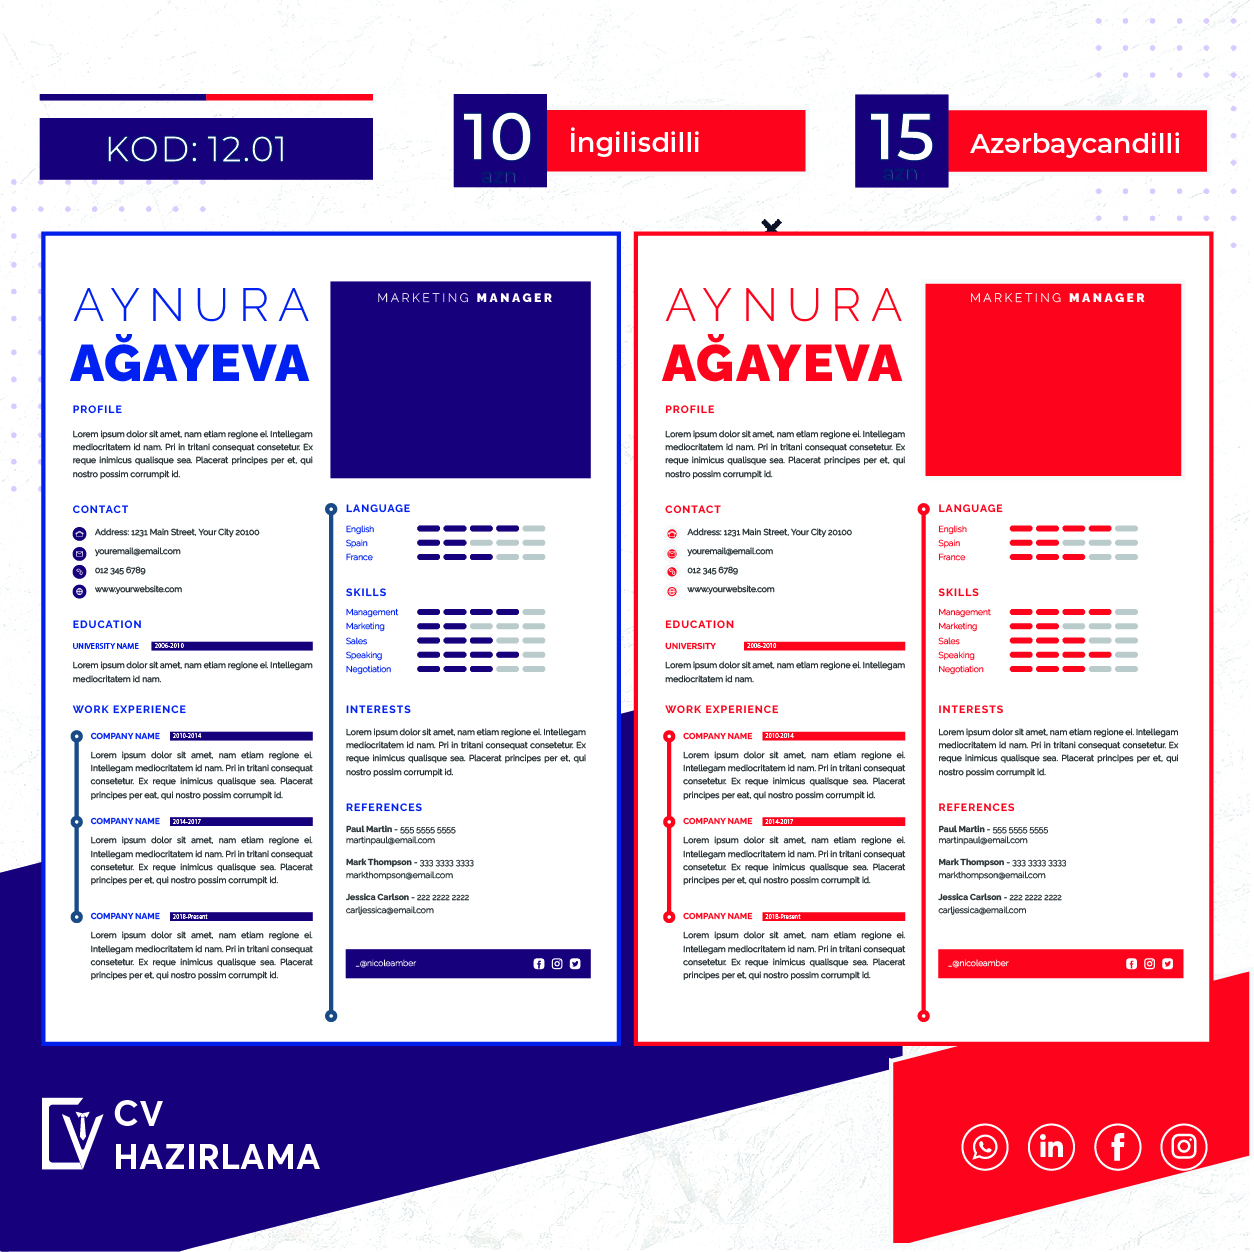 KOD: 12.01
10
azn
İngilisdilli
15
azn
Azərbaycandilli
AYNURA
AĞAYEVA
MARKETING MANAGER
PROFILE
Lorem ipsum dolor sit amet, nam etiam regione ei. Intellegam
mediocritatem id nam. Pri in tritani consequat consetetur. Ex
reque inimicus qualisque sea. Placerat principes per et, qui
nostro possim corrumpit id.
CONTACT
Address: 1231 Main Street, Your City 20100
youremail@email.com
012 345 6789
www.yourwebsite.com
EDUCATION
UNIVERSITY NAME 2006-2010
Lorem ipsum dolor sit amet, nam etiam regione ei. Intellegam
mediocritatem id nam.
WORK EXPERIENCE
COMPANY NAME 2010-2014
Lorem ipsum dolor sit amet, nam etiam regione ei.
Intellegam mediocritatem id nam. Pri in tritani consequat
consetetur. Ex reque inimicus qualisque sea. Placerat
principes per eat, qui nostro possim corrumpit id.
COMPANY NAME 2014-2017
Lorem ipsum dolor sit amet, nam etiam regione ei.
Intellegam mediocritatem id nam. Pri in tritani consequat
consetetur. Ex reque inimicus qualisque sea. Placerat
principes per et, qui nostro possim corrumpit id.
COMPANY NAME 2018-Present
Lorem ipsum dolor sit amet, nam etiam regione ei.
Intellegam mediocritatem id nam. Pri in tritani consequat
consetetur. Ex reque inimicus qualisque sea. Placerat
principes per et, qui nostro possim corrumpit id.
LANGUAGE
English
Spain
France
SKILLS
Management
Marketing
Sales
Speaking
Negotiation
INTERESTS
Lorem ipsum dolor sit amet, nam etiam regione ei. Intellegam
mediocritatem id nam. Pri in tritani consequat consetetur. Ex
reque inimicus qualisque sea. Placerat principes per et, qui
nostro possim corrumpit id.
REFERENCES
Paul Martin - 555 5555 5555
martinpaul@email.com
Mark Thompson - 333 3333 3333
markthompson@email.com
Jessica Carlson - 222 2222 2222
carljessica@email.com
_@nicoleamber
AYNURA
AĞAYEVA
MARKETING MANAGER
PROFILE
Lorem ipsum dolor sit amet, nam etiam regione ei. Intellegam
mediocritatem id nam. Pri in tritani consequat consetetur. Ex
reque inimicus qualisque sea. Placerat principes per et, qui
nostro possim corrumpit id.
CONTACT
Address: 1231 Main Street, Your City 20100
youremail@email.com
012 345 6789
www.yourwebsite.com
EDUCATION
UNIVERSITY 2006-2010
Lorem ipsum dolor sit amet, nam etiam regione ei. Intellegam
mediocritatem id nam.
WORK EXPERIENCE
COMPANY NAME 2010-2014
Lorem ipsum dolor sit amet, nam etiam regione ei.
Intellegam mediocritatem id nam. Pri in tritani consequat
consetetur. Ex reque inimicus qualisque sea. Placerat
principes per eat, qui nostro possim corrumpit id.
COMPANY NAME 2014-2017
Lorem ipsum dolor sit amet, nam etiam regione ei.
Intellegam mediocritatem id nam. Pri in tritani consequat
consetetur. Ex reque inimicus qualisque sea. Placerat
principes per et, qui nostro possim corrumpit id.
COMPANY NAME 2018-Present
Lorem ipsum dolor sit amet, nam etiam regione ei.
Intellegam mediocritatem id nam. Pri in tritani consequat
consetetur. Ex reque inimicus qualisque sea. Placerat
principes per et, qui nostro possim corrumpit id.
LANGUAGE
English
Spain
France
SKILLS
Management
Marketing
Sales
Speaking
Negotiation
INTERESTS
Lorem ipsum dolor sit amet, nam etiam regione ei. Intellegam
mediocritatem id nam. Pri in tritani consequat consetetur. Ex
reque inimicus qualisque sea. Placerat principes per et, qui
nostro possim corrumpit id.
REFERENCES
Paul Martin - 555 5555 5555
martinpaul@email.com
Mark Thompson - 333 3333 3333
markthompson@email.com
Jessica Carlson - 222 2222 2222
carljessica@email.com
_@nicoleamber
CV
HAZIRLAMA